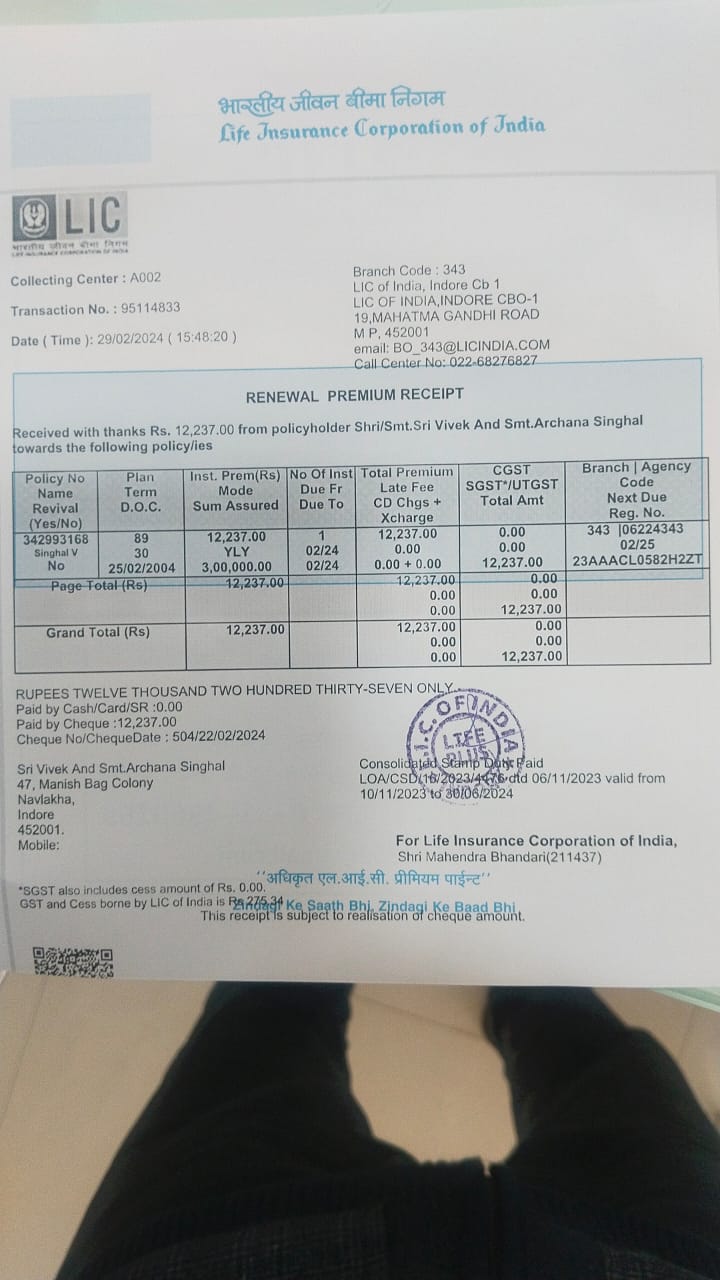 भारतीय जीवन बीमा निगम
Life Insurance Corporation of India
LIC
भारतीय जीवन बीमा निगम
LIFE INSURANCE CORPORATION OF INDIA
Collecting Center : A002
Transaction No. : 95114833
Date ( Time ): 29/02/2024 ( 15:48:20 )
Branch Code : 343
LIC of India, Indore Cb 1
LIC OF INDIA,INDORE CBO-1
19,MAHATMA GANDHI ROAD
M P, 452001
email: BO_343@LICINDIA.COM
Call Center No: 022-68276827
RENEWAL PREMIUM RECEIPT
Received with thanks Rs. 12,237.00 from policyholder Shri/Smt.Sri Vivek And Smt.Archana Singhal
towards the following policy/ies
Policy No Plan Inst. Prem(Rs) No Of Inst Total Premium CGST Branch | Agency
Name Term Mode Due Fr Late Fee SGST*/UTGST Code
Revival D.O.C. Sum Assured Due To CD Chgs + Total Amt Next Due
(Yes/No) Xcharge Reg. No.
342993168 89 12,237.00 1 12,237.00 0.00 343 |06224343
Singhal V 30 YLY 02/24 0.00 0.00 02/25
No 25/02/2004 3,00,000.00 02/24 0.00 + 0.00 12,237.00 23AAACL0582H2ZT
Page Total (Rs) 12,237.00 12,237.00 0.00
0.00 0.00
0.00 12,237.00
Grand Total (Rs) 12,237.00 12,237.00 0.00
0.00 0.00
0.00 12,237.00
RUPEES TWELVE THOUSAND TWO HUNDRED THIRTY-SEVEN ONLY
Paid by Cash/Card/SR :0.00
Paid by Cheque :12,237.00
Cheque No/ChequeDate : 504/22/02/2024
L.I.C. OF INDIA
LIFE
PLUS
Sri Vivek And Smt.Archana Singhal
47, Manish Bag Colony
Navlakha,
Indore
452001.
Mobile:
Consolidated Stamp Duty Paid
LOA/CSD/16/2023/4476 dtd 06/11/2023 valid from
10/11/2023 to 30/06/2024
For Life Insurance Corporation of India,
Shri Mahendra Bhandari(211437)
''अधिकृत एल.आई.सी. प्रीमियम पाईन्ट''
*SGST also includes cess amount of Rs. 0.00.
GST and Cess borne by LIC of India is Rs.275.34
Zindagi Ke Saath Bhi, Zindagi Ke Baad Bhi
This receipt is subject to realisation of cheque amount.